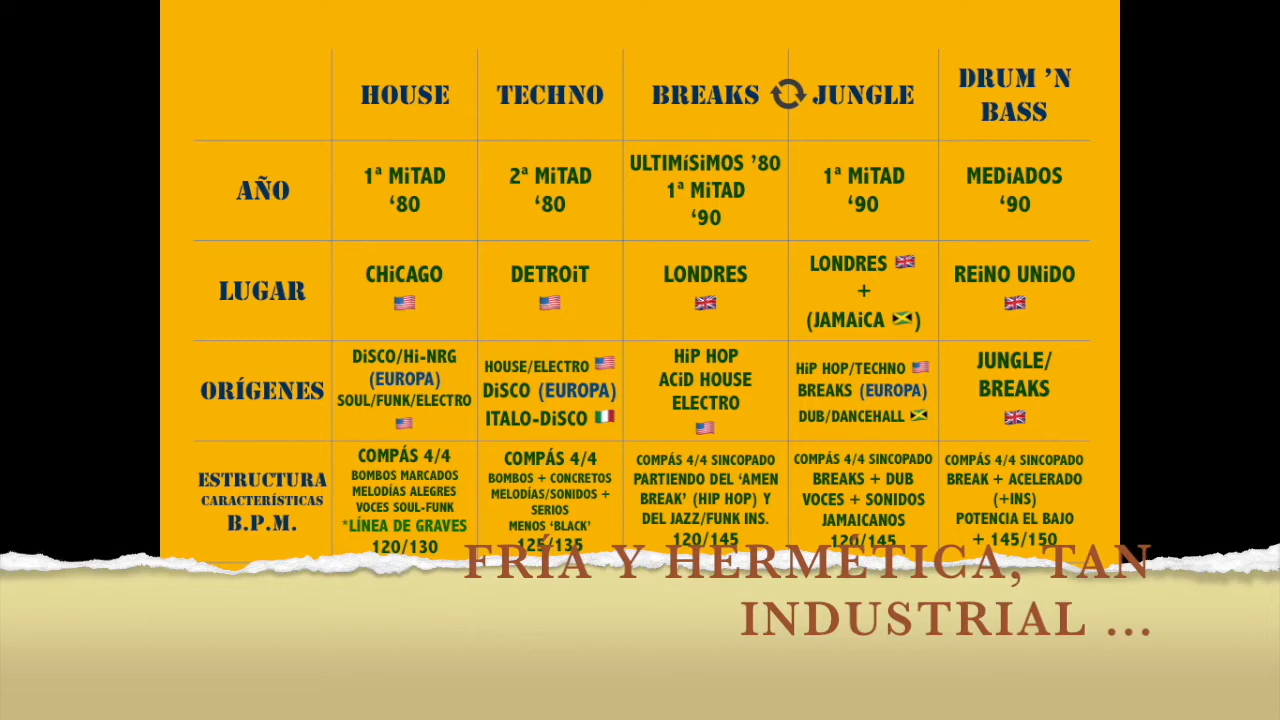 HOUSE TECHNO BREAKS JUNGLE DRUM ’N BASS
AÑO
1ª MiTAD
‘80
2ª MiTAD
‘80
ULTIMíSiMOS ’80
1ª MiTAD
‘90
1ª MiTAD
‘90
MEDiADOS
‘90
LUGAR
CHiCAGO
DETROiT
LONDRES
LONDRES
+
(JAMAiCA )
REiNO UNiDO
ORÍGENES
DiSCO/Hi-NRG
(EUROPA)
SOUL/FUNK/ELECTRO
HOUSE/ELECTRO
DiSCO (EUROPA)
ITALO-DiSCO
HiP HOP
ACiD HOUSE
ELECTRO
HiP HOP/TECHNO
BREAKS (EUROPA)
DUB/DANCEHALL
JUNGLE/
BREAKS
ESTRUCTURA
CARACTERÍSTICAS
B.P.M.
COMPÁS 4/4
BOMBOS MARCADOS
MELODÍAS ALEGRES
VOCES SOUL-FUNK
*LÍNEA DE GRAVES
120/130
COMPÁS 4/4
BOMBOS + CONCRETOS
MELODÍAS/SONIDOS +
SERIOS
MENOS ‘BLACK’
125/135
COMPÁS 4/4 SINCOPADO
PARTIENDO DEL ‘AMEN
BREAK’ (HIP HOP) Y
DEL JAZZ/FUNK INS.
120/145
COMPÁS 4/4 SINCOPADO
BREAKS + DUB
VOCES + SONIDOS
JAMAICANOS
120/145
COMPÁS 4/4 SINCOPADO
BREAK + ACELERADO
(+INS)
POTENCIA EL BAJO
+ 145/150
FRÍA Y HERMÉTICA, TAN
INDUSTRIAL ...